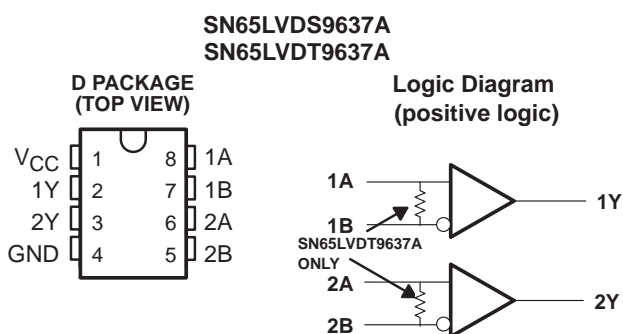 SN65LVDS9637A
SN65LVDT9637A
D PACKAGE
(TOP VIEW)
VCC 1 8 1A
1Y 2 7 1B
2Y 3 6 2A
GND 4 5 2B
Logic Diagram
(positive logic)
1A
1Y
1B
SN65LVDT9637A
ONLY
2A
2Y
2B